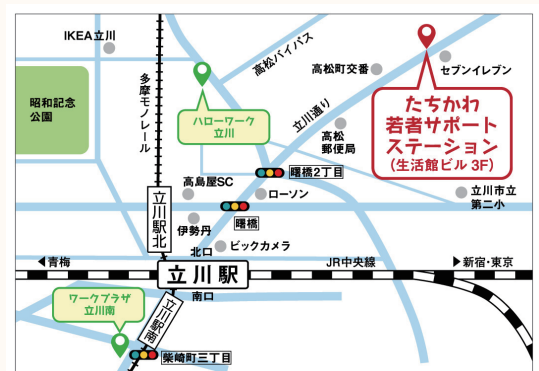 IKEA立川
高松バイパス
高松町交番
セブンイレブン
昭和記念
公園
多摩モノレール
ハローワーク
立川
立川通り
高松
郵便局
たちかわ
若者サポート
ステーション
(生活館ビル 3F)
曙橋2丁目
高島屋SC
ローソン
立川市立
第二小
立川駅北
伊勢丹
曙橋
北口
ビックカメラ
青梅
立川駅
JR中央線
新宿・東京
南口
ワークプラザ
立川南
立川駅南
柴崎町三丁目